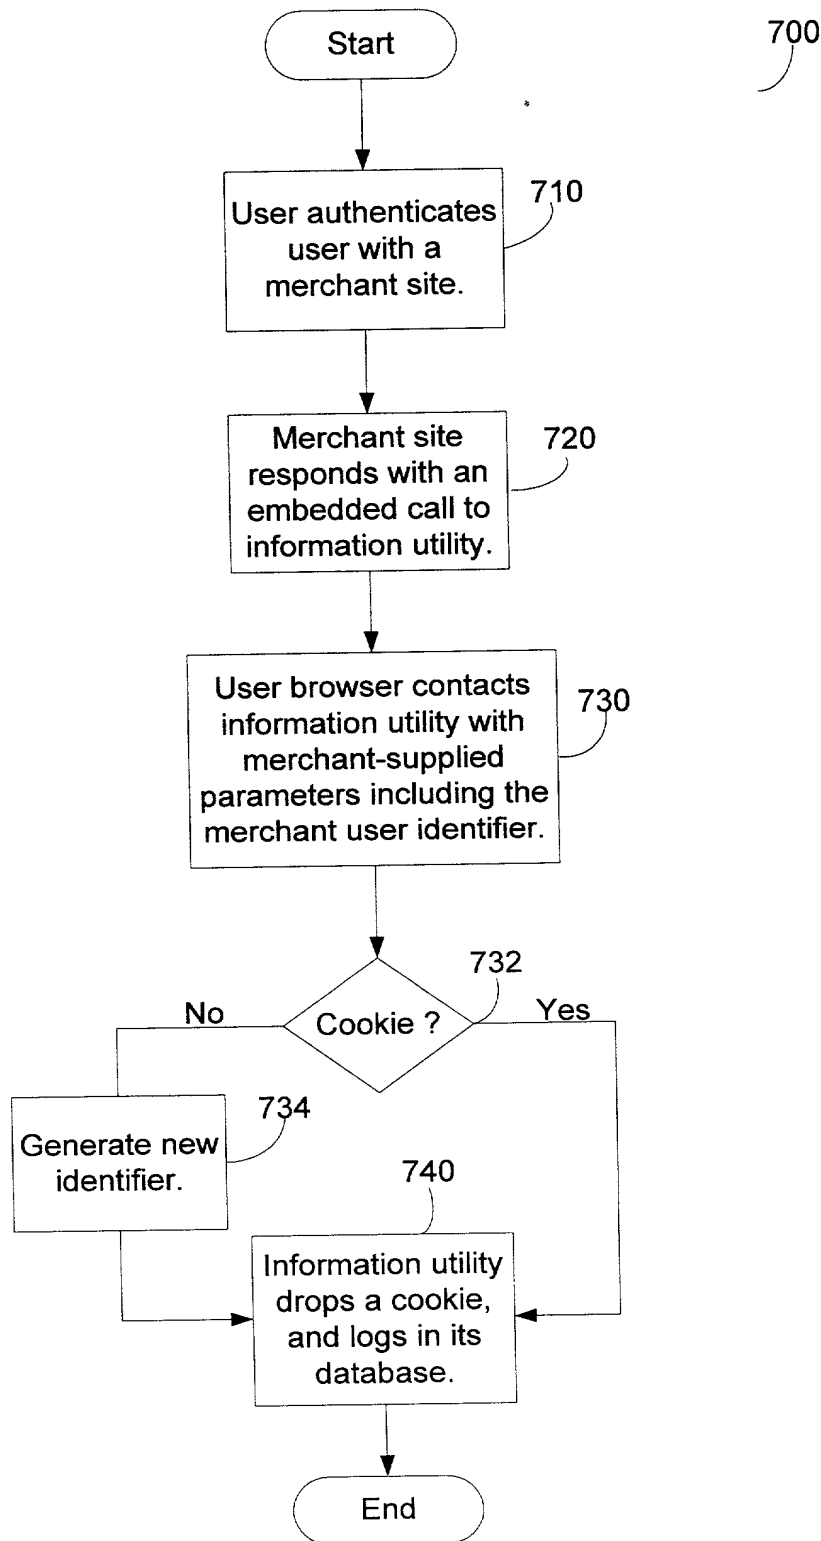 Start
700
User authenticates
user with a
merchant site.
710
Merchant site
responds with an
embedded call to
information utility.
720
User browser contacts
information utility with
merchant-supplied
parameters including the
merchant user identifier.
730
732
No
Cookie ?
Yes
734
Generate new
identifier.
740
Information utility
drops a cookie,
and logs in its
database.
End